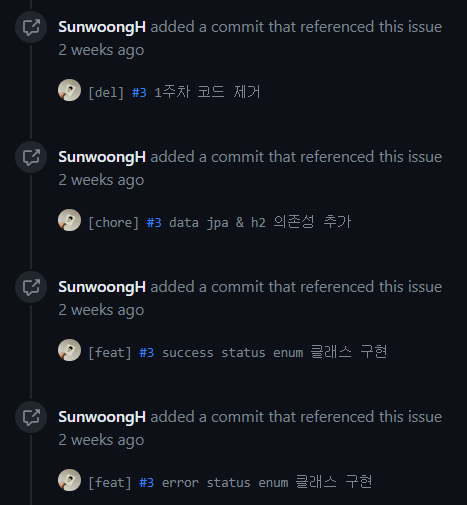 SunwoongH added a commit that referenced this issue
2 weeks ago
[del] #3 1주차 코드 제거
SunwoongH added a commit that referenced this issue
2 weeks ago
[chore] #3 data jpa & h2 의존성 추가
SunwoongH added a commit that referenced this issue
2 weeks ago
[feat] #3 success status enum 클래스 구현
SunwoongH added a commit that referenced this issue
2 weeks ago
[feat] #3 error status enum 클래스 구현